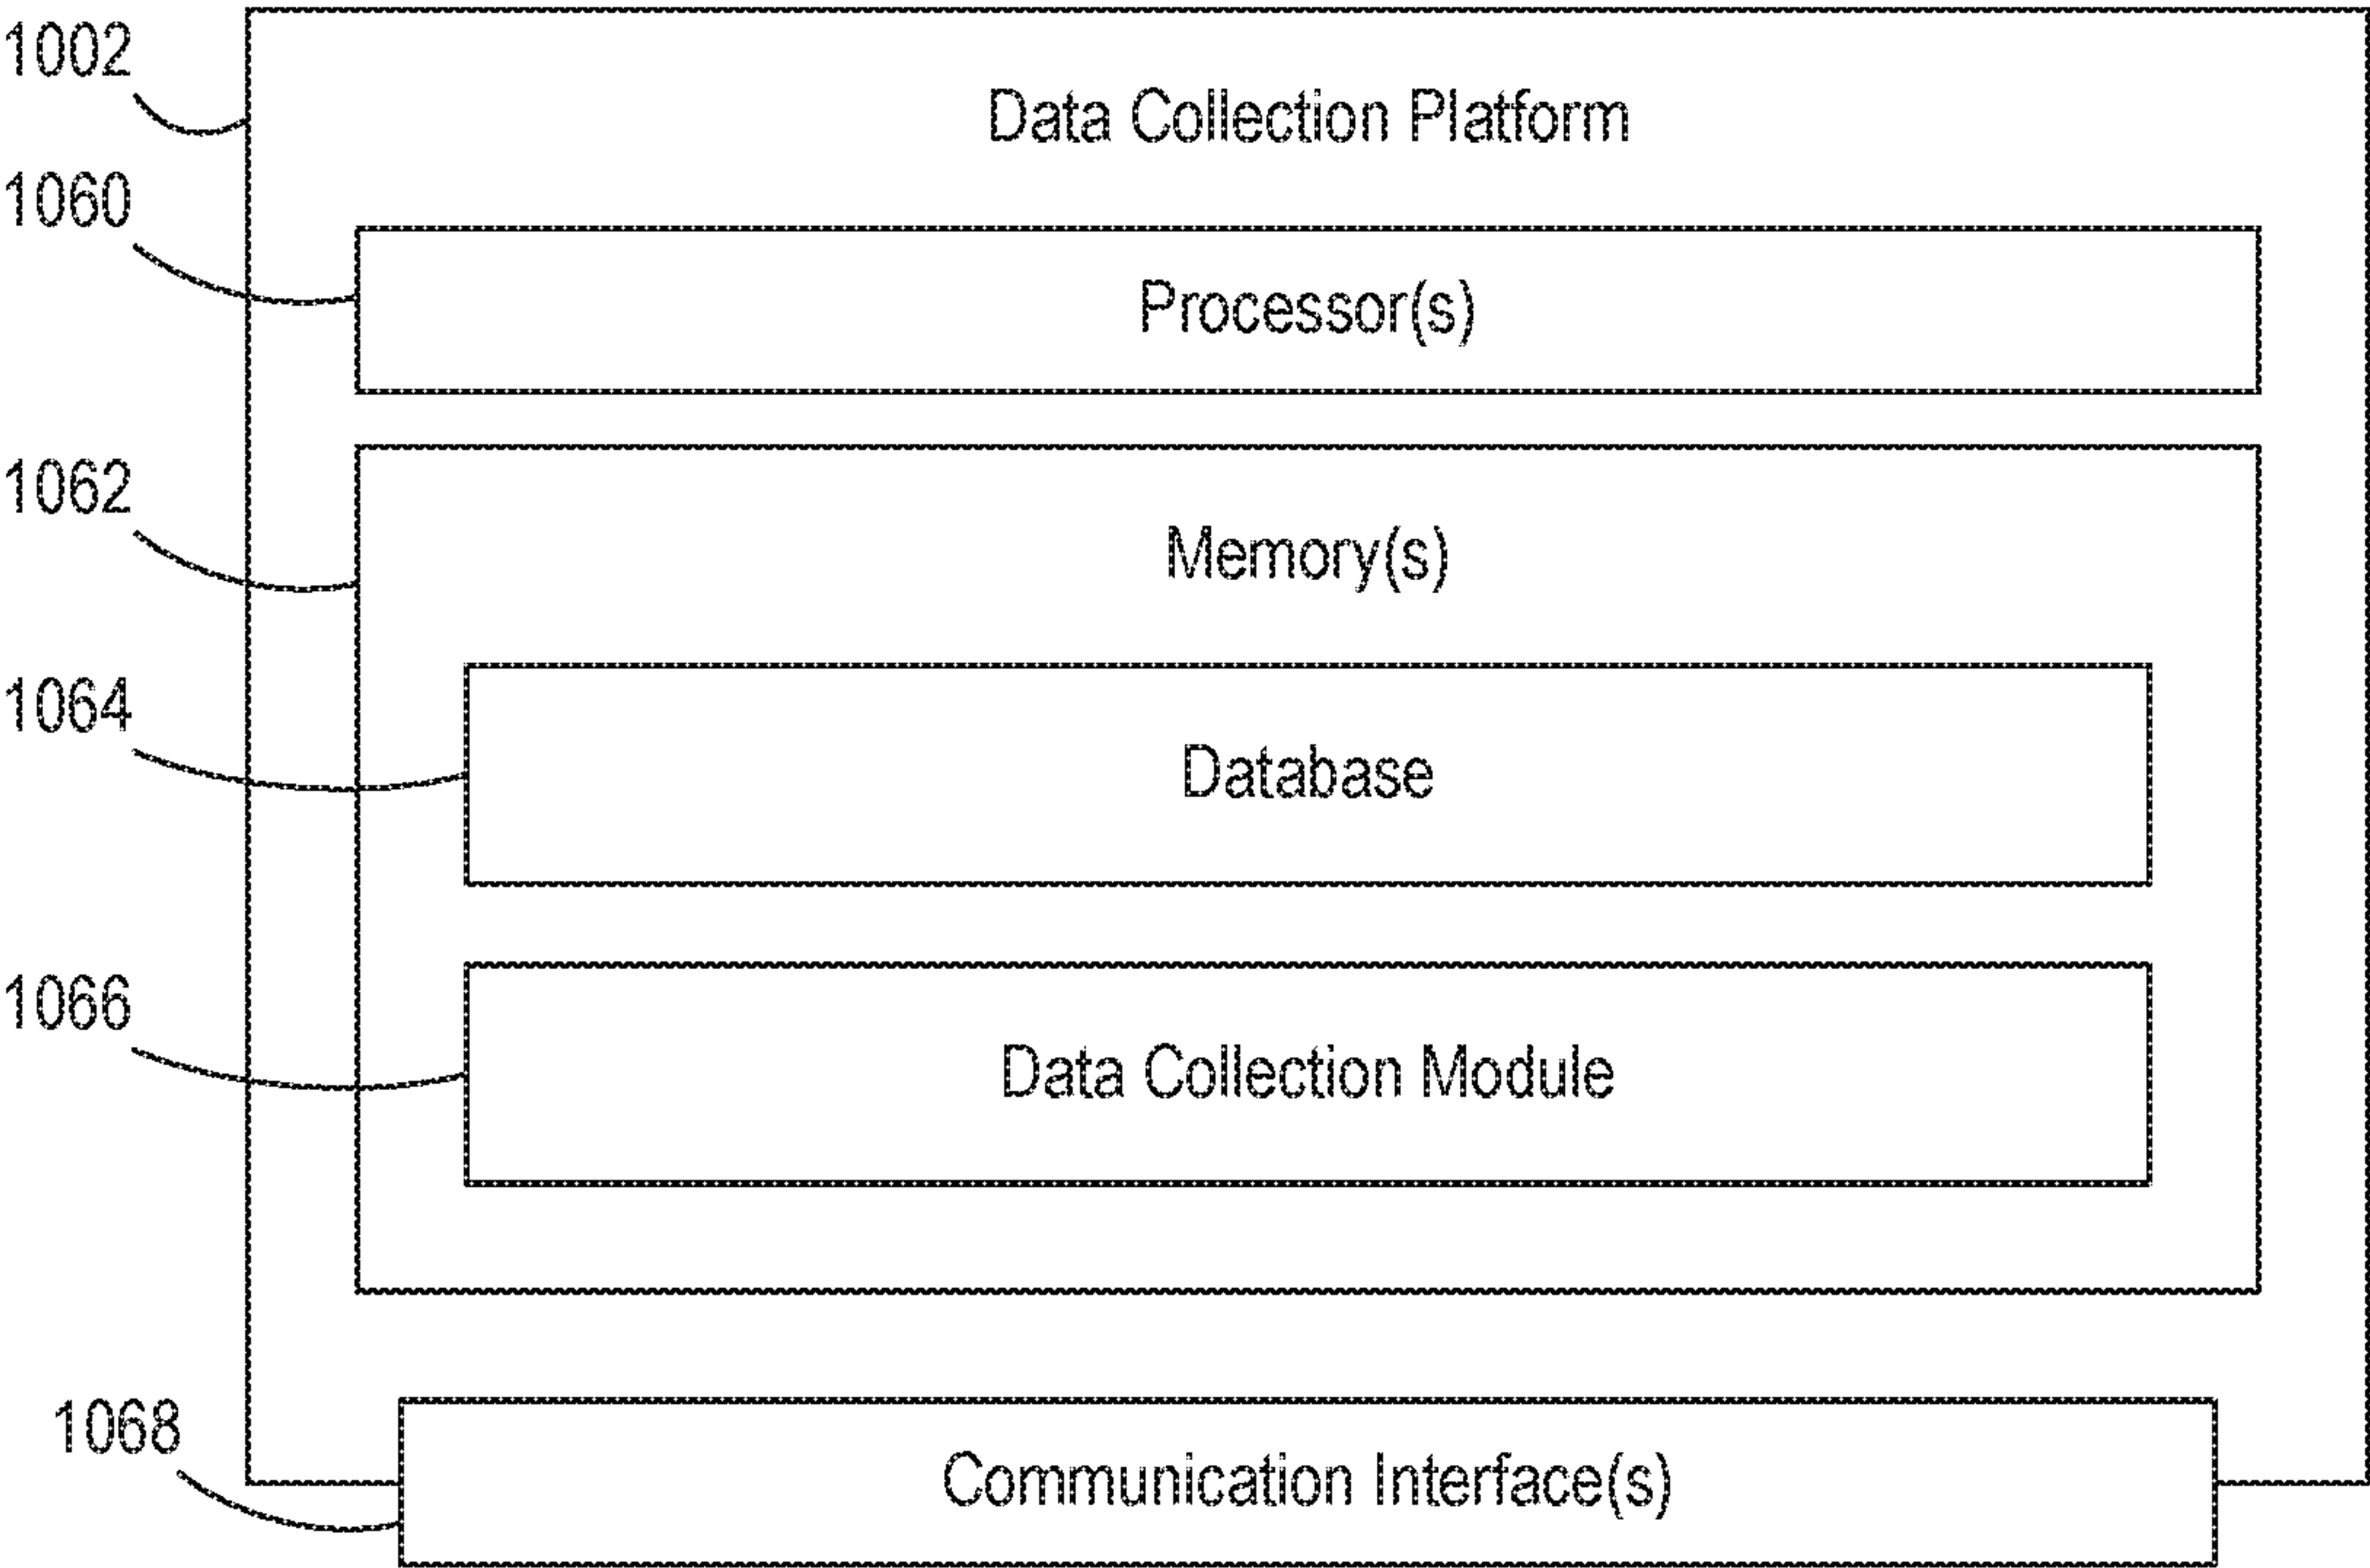 1002
Data Collection Platform
1060
Processor(s)
1062
Memory(s)
1064
Database
1066
Data Collection Module
1068
Communication Interface(s)